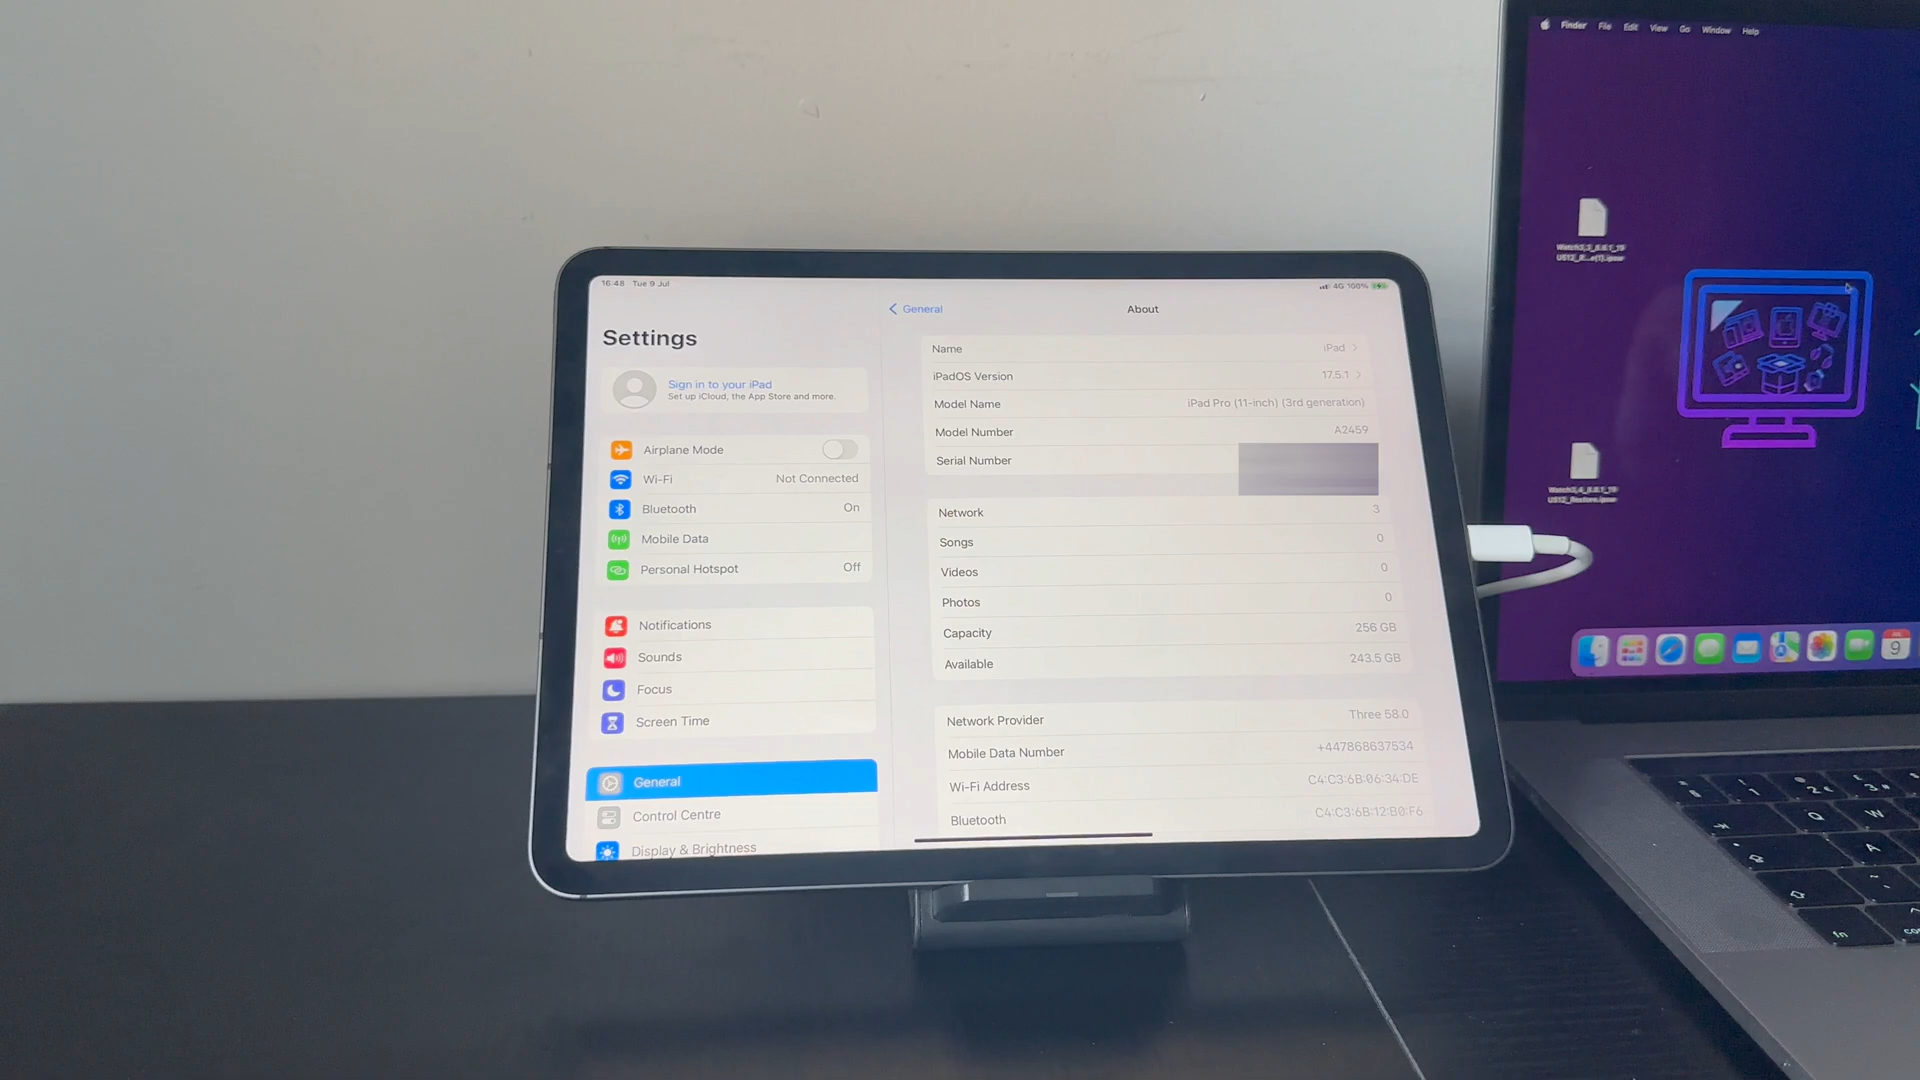 16:48 Tue 9 Jul
4G 100%
Settings
Sign in to your iPad
Set up iCloud, the App Store and more.
Airplane Mode
Wi-Fi Not Connected
Bluetooth On
Mobile Data
Personal Hotspot Off
Notifications
Sounds
Focus
Screen Time
General
Control Centre
Display & Brightness
General About
Name iPad
iPadOS Version 17.5.1
Model Name iPad Pro (11-inch) (3rd generation)
Model Number A2459
Serial Number
Network 3
Songs 0
Videos 0
Photos 0
Capacity 256 GB
Available 243.5 GB
Network Provider Three 58.0
Mobile Data Number +447868637534
Wi-Fi Address C4:C3:6B:06:34:DE
Bluetooth C4:C3:6B:12:B0:F6
Finder File Edit View Go Window Help
9
Q
W
A
fn